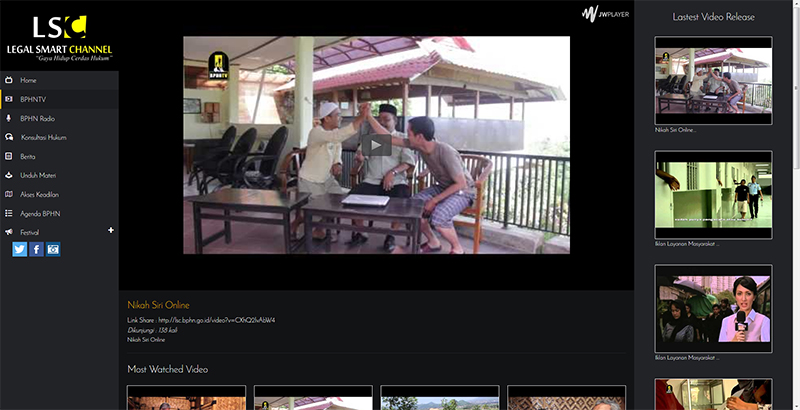 LSC
LEGAL SMART CHANNEL
"Gaya Hidup Cerdas Hukum"
Home
BPHNTV
BPHN Radio
Konsultasi Hukum
Berita
Unduh Materi
Akses Keadilan
Agenda BPHN
Festival
JWPLAYER
BPHNTV
Nikah Siri Online
Link Share : http://lsc.bphn.go.id/video?v=
Dikunjungi : 138 kali
Nikah Siri Online
Most Watched Video
Lastest Video Release
Nikah Siri Online...
Iklan Layanan Masyarakat ...
Iklan Layanan Masyarakat ...